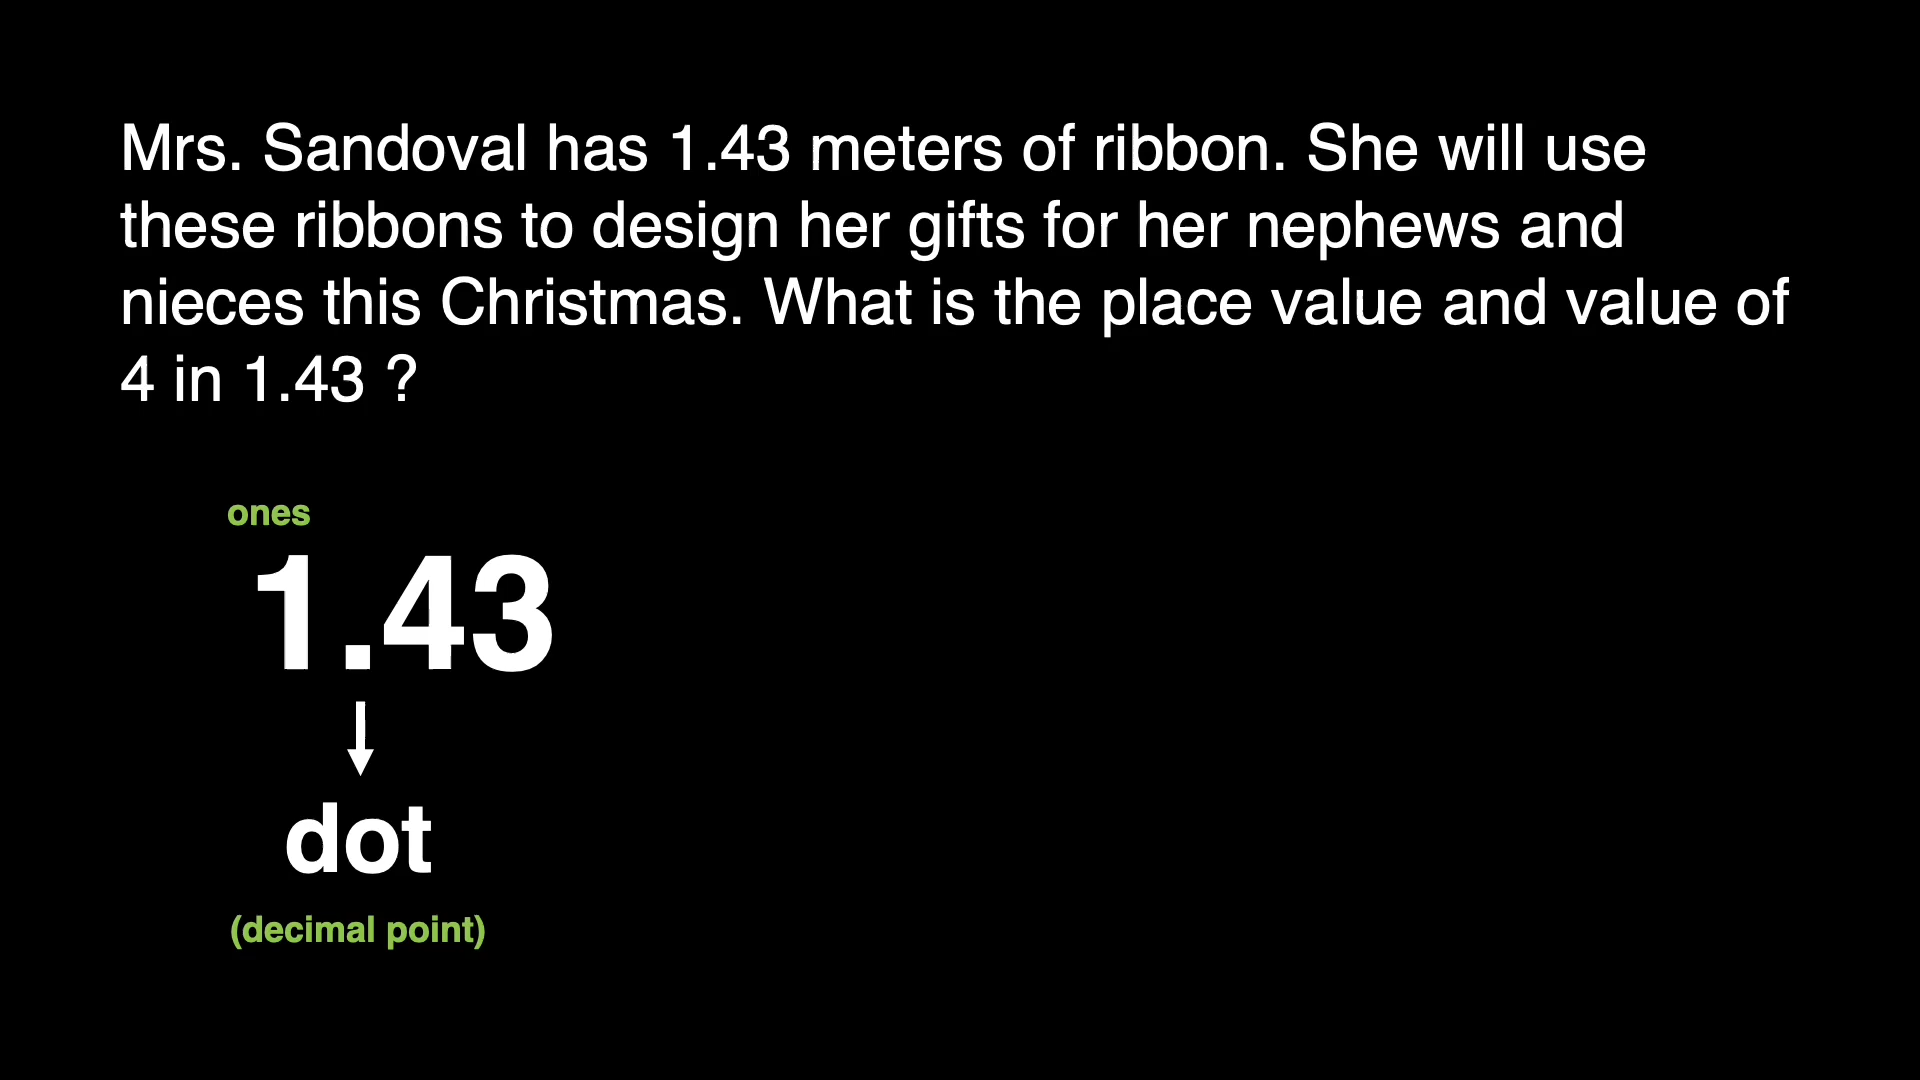 Mrs. Sandoval has 1.43 meters of ribbon. She will use
these ribbons to design her gifts for her nephews and
nieces this Christmas. What is the place value and value of
4 in 1.43 ?
ones
1.43
dot
(decimal point)